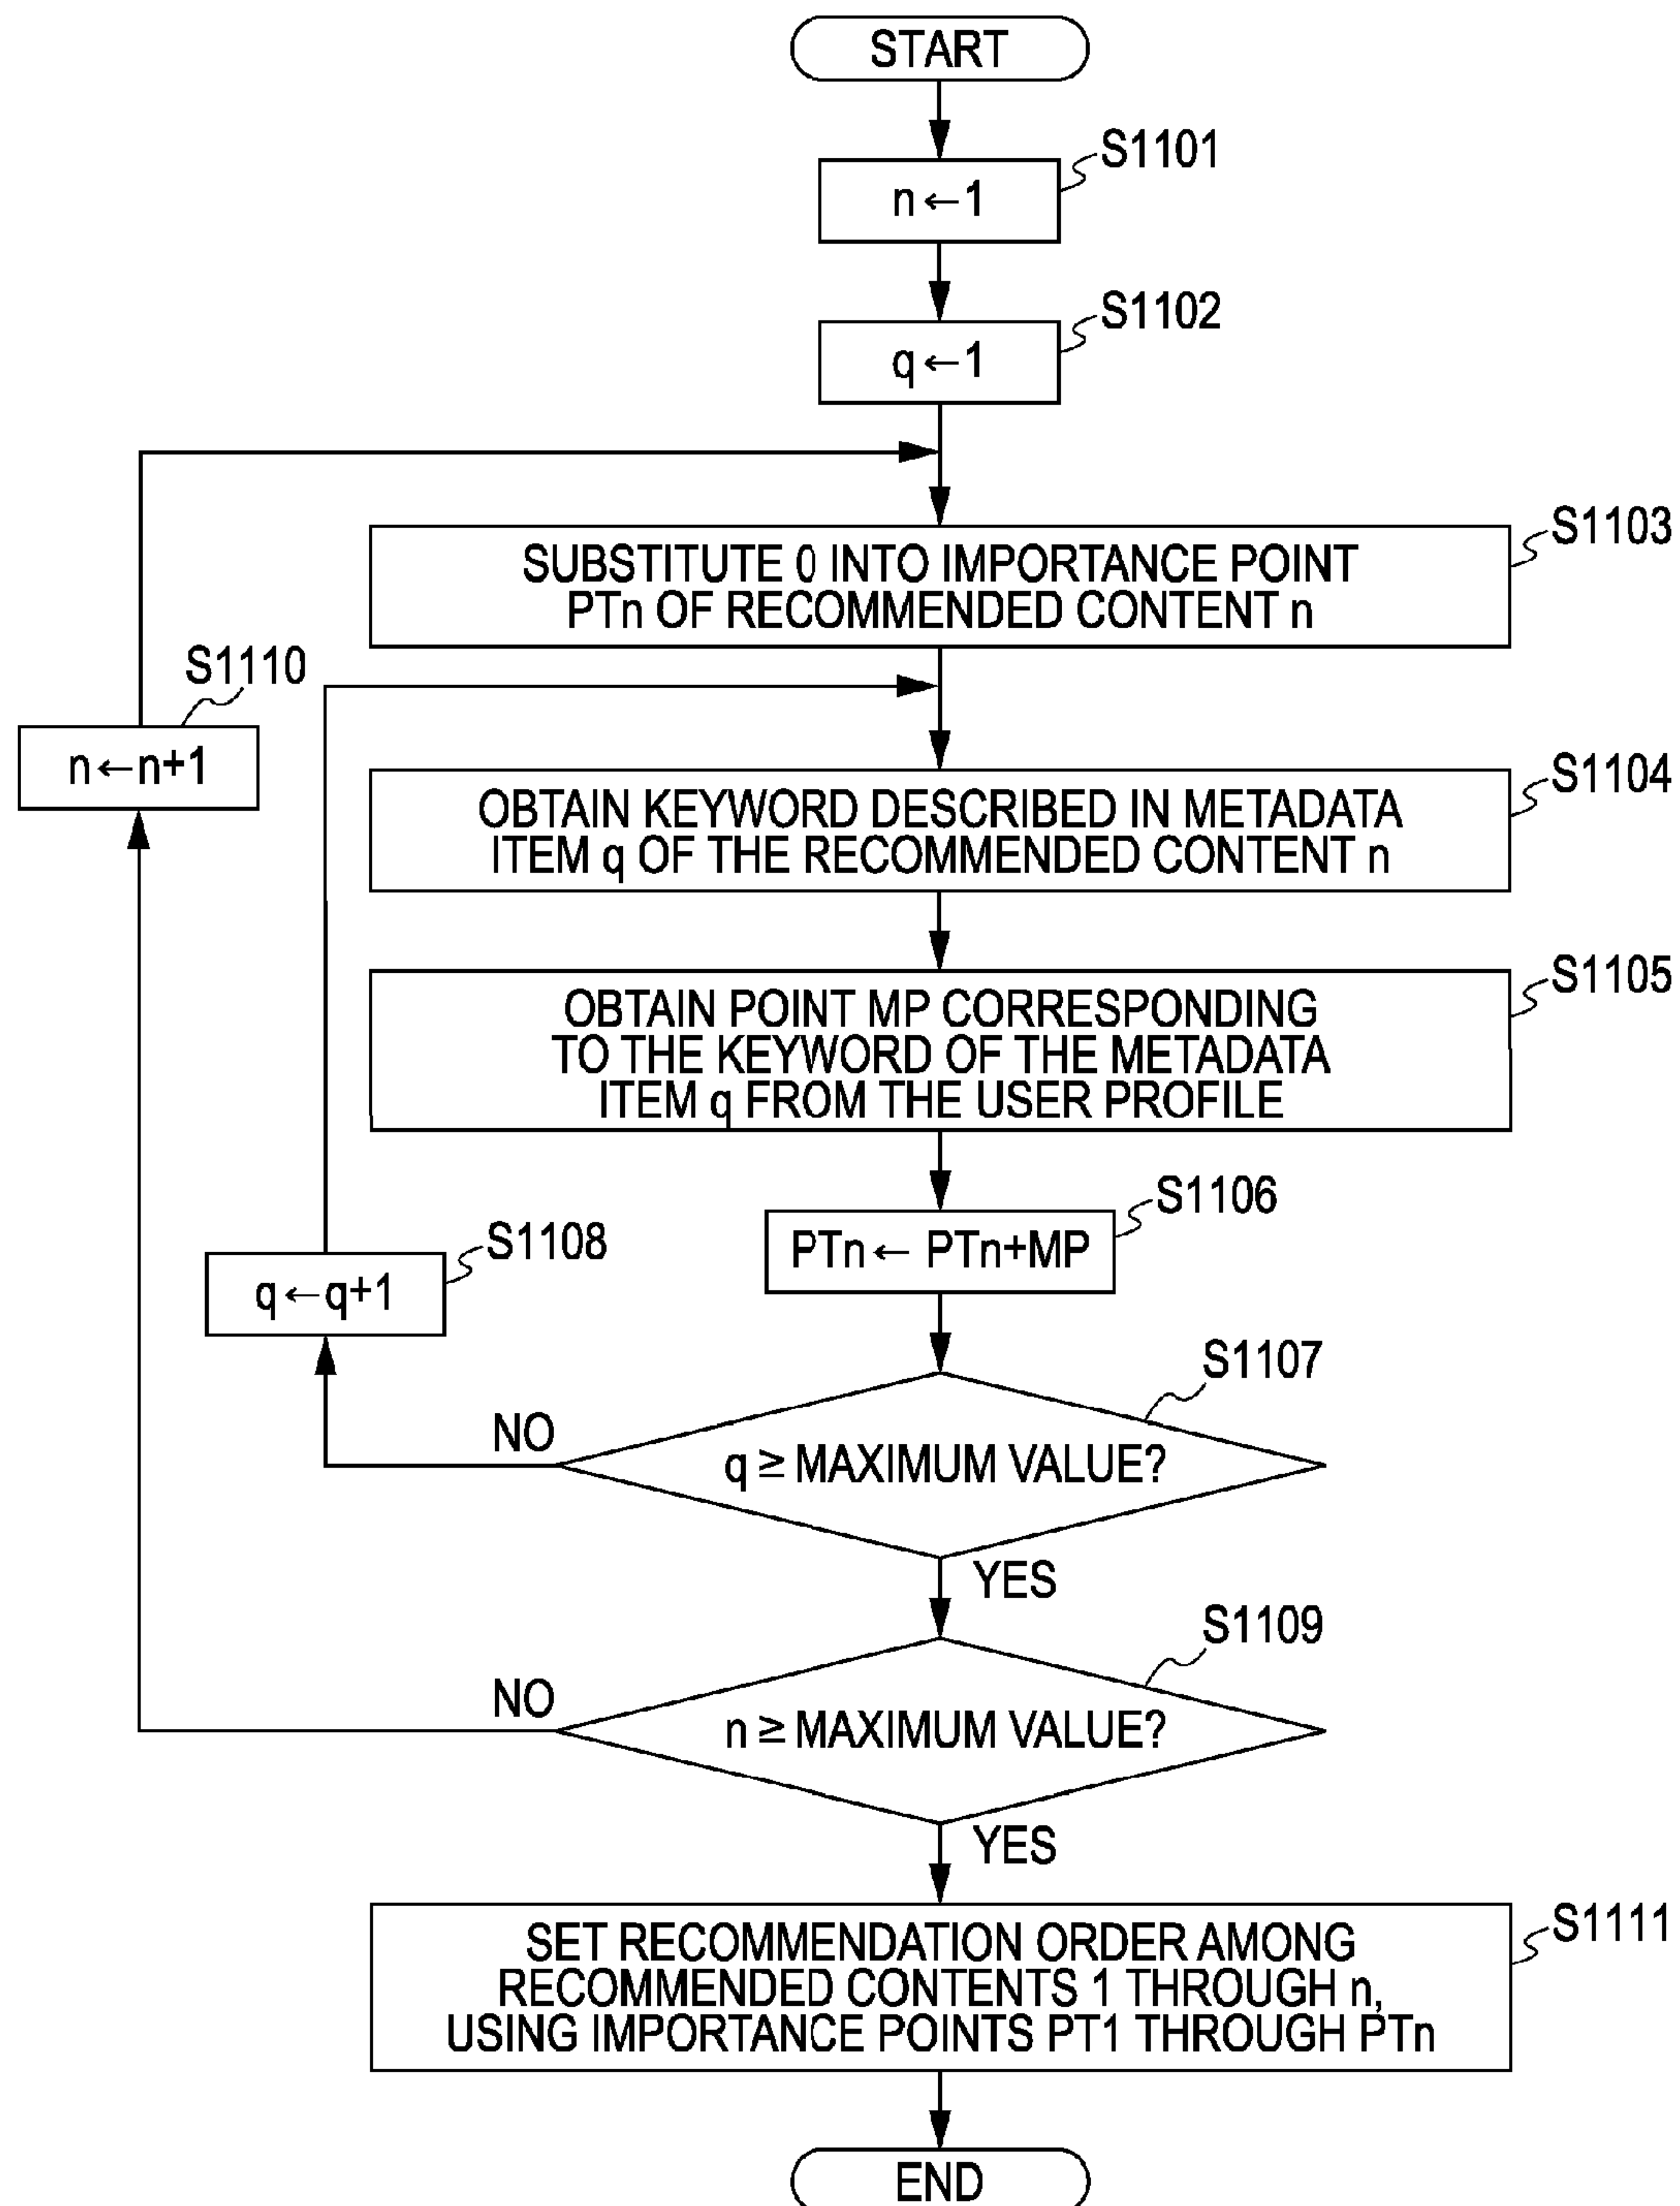 START
S1101
n←1
S1102
q←1
S1103
SUBSTITUTE 0 INTO IMPORTANCE POINT
PTn OF RECOMMENDED CONTENT n
S1110
n←n+1
S1104
OBTAIN KEYWORD DESCRIBED IN METADATA
ITEM q OF THE RECOMMENDED CONTENT n
S1105
OBTAIN POINT MP CORRESPONDING
TO THE KEYWORD OF THE METADATA
ITEM q FROM THE USER PROFILE
S1106
PTn ← PTn+MP
S1108
q←q+1
S1107
NO
q ≥ MAXIMUM VALUE?
YES
S1109
NO
n ≥ MAXIMUM VALUE?
YES
S1111
SET RECOMMENDATION ORDER AMONG
RECOMMENDED CONTENTS 1 THROUGH n,
USING IMPORTANCE POINTS PT1 THROUGH PTn
END